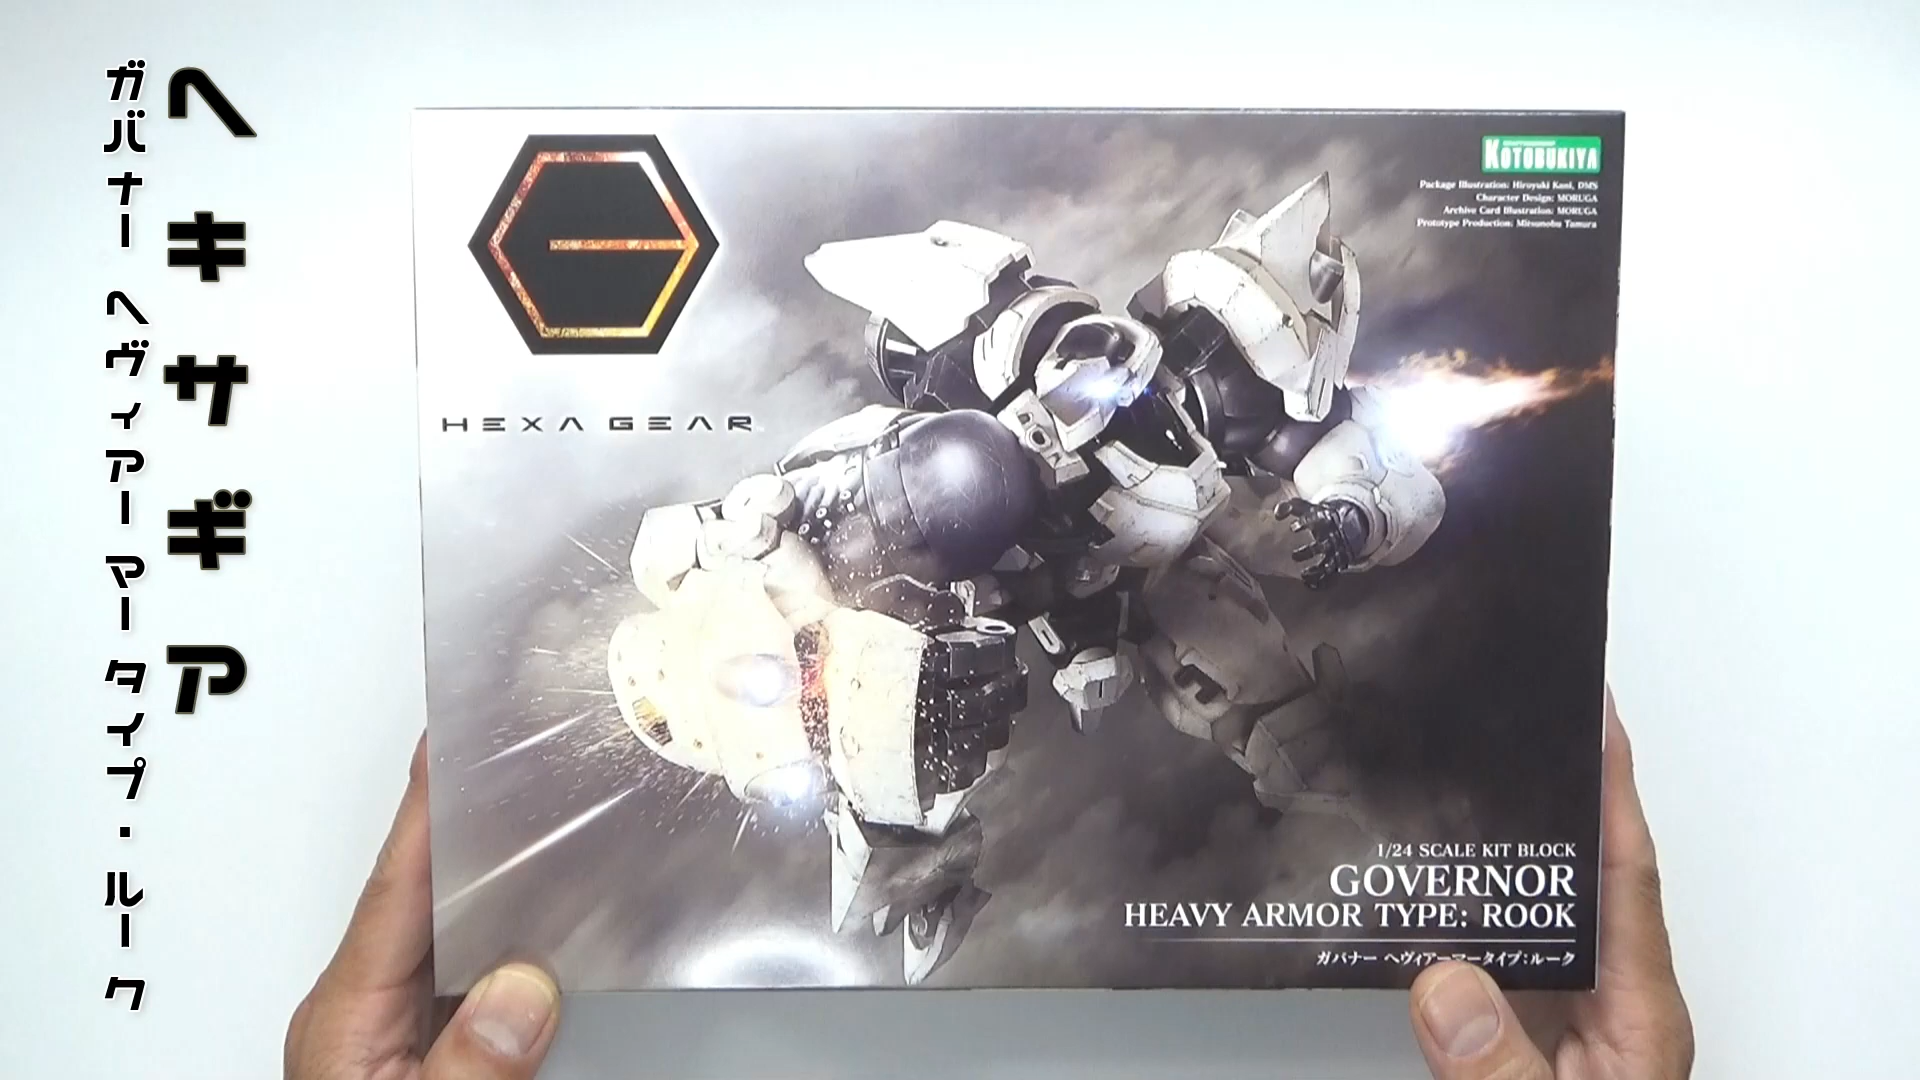 ヘキサギア
ガバナー ヘヴィアーマータイプ・ルーク
HEXA GEAR
KOTOBUKIYA
Package Illustration: Hiroyuki Kani, DMS
Character Design: MORUGA
Archive Card Illustration: MORUGA
Prototype Production: Mitsunobu Tamura
1/24 SCALE KIT BLOCK
GOVERNOR
HEAVY ARMOR TYPE: ROOK
ガバナー ヘヴィアーマータイプ:ルーク